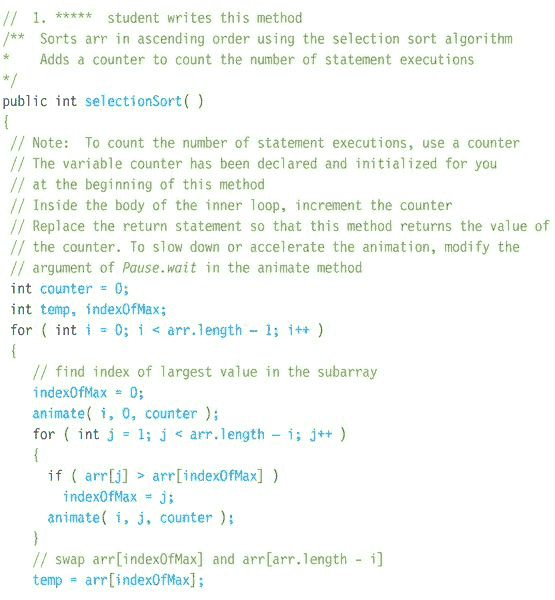 //  1. *****  student writes this method
/**  Sorts arr in ascending order using the selection sort algorithm
*    Adds a counter to count the number of statement executions
*/
public int selectionSort( )
{
// Note:  To count the number of statement executions, use a counter
// The variable counter has been declared and initialized for you
// at the beginning of this method
// Inside the body of the inner loop, increment the counter
// Replace the return statement so that this method returns the value of
// the counter. To slow down or accelerate the animation, modify the
// argument of Pause.wait in the animate method
int counter = 0;
int temp, indexOfMax;
for ( int i = 0; i < arr.length – 1; i++ )
{
// find index of largest value in the subarray
indexOfMax = 0;
animate( i, 0, counter );
for ( int j = 1; j < arr.length – i; j++ )
{
if ( arr[j] > arr[indexOfMax] )
indexOfMax = j;
animate( i, j, counter );
}
// swap arr[indexOfMax] and arr[arr.length - i]
temp = arr[indexOfMax];